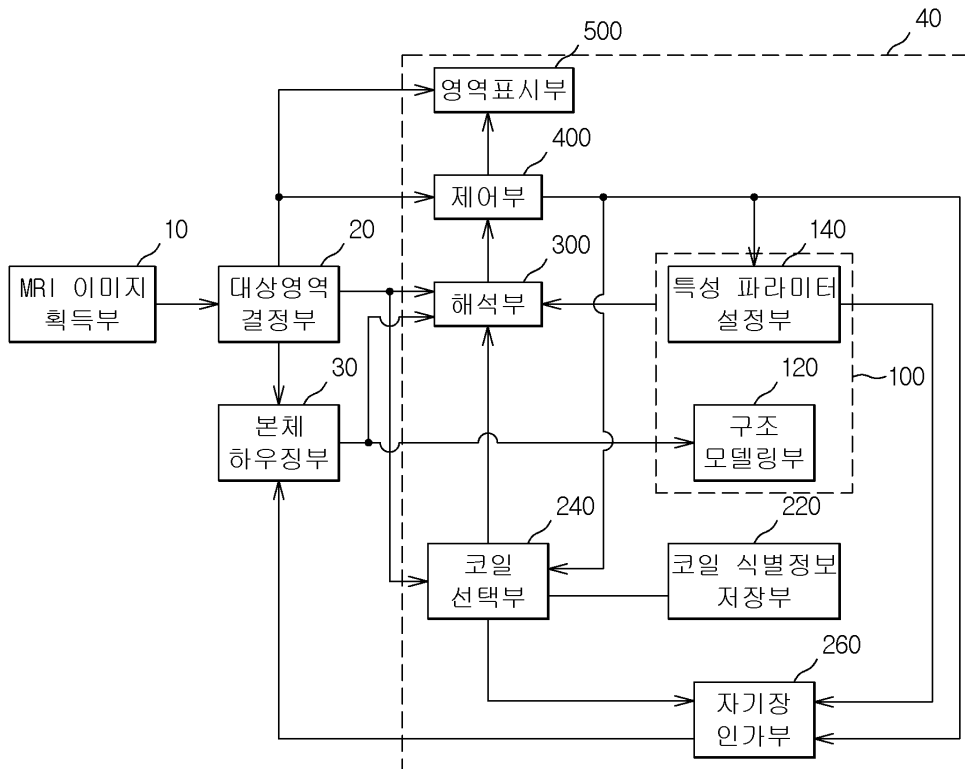 500
40
영역표시부
400
제어부
10
20
300
140
MRI 이미지
획득부
대상영역
결정부
해석부
특성 파라미터
설정부
30
120
100
본체
하우징부
구조
모델링부
240
220
코일
선택부
코일 식별정보
저장부
260
자기장
인가부